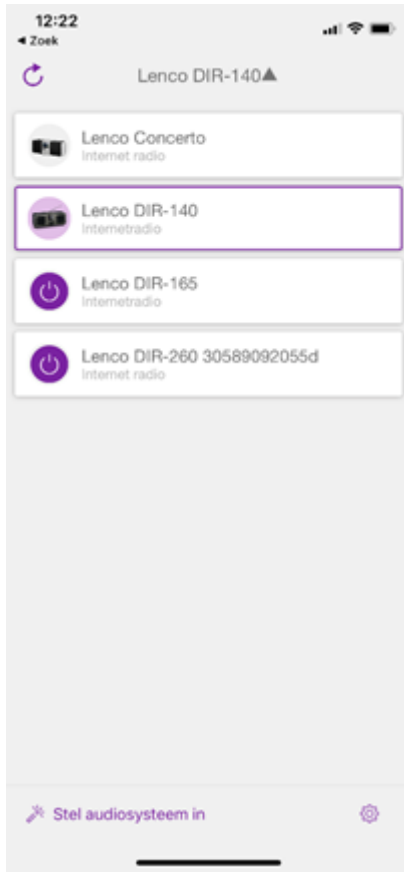 12:22
◀ Zoek
Lenco DIR-140▲
Lenco Concerto
Internet radio
Lenco DIR-140
Internetradio
Lenco DIR-165
Internetradio
Lenco DIR-260 30589092055d
Internet radio
Stel audiosysteem in